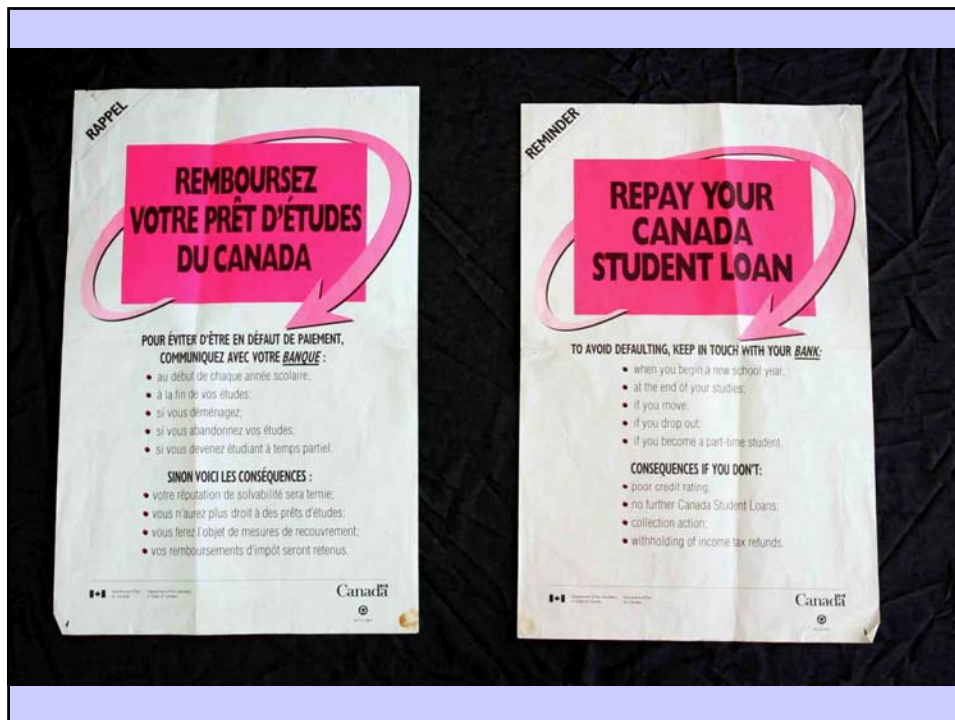 RAPPEL
REMBOURSEZ
VOTRE PRÊT D'ÉTUDES
DU CANADA
POUR ÉVITER D'ÊTRE EN DÉFAUT DE PAIEMENT,
COMMUNIQUEZ AVEC VOTRE BANQUE :
• au début de chaque année scolaire;
• à la fin de vos études;
• si vous déménagez;
• si vous abandonnez vos études;
• si vous devenez étudiant à temps partiel.
SINON VOICI LES CONSÉQUENCES :
• votre réputation de solvabilité sera ternie;
• vous n'aurez plus droit à des prêts d'études;
• vous ferez l'objet de mesures de recouvrement;
• vos remboursements d'impôt seront retenus.
Canada
REMINDER
REPAY YOUR
CANADA
STUDENT LOAN
TO AVOID DEFAULTING, KEEP IN TOUCH WITH YOUR BANK:
• when you begin a new school year;
• at the end of your studies;
• if you move;
• if you drop out;
• if you become a part-time student.
CONSEQUENCES IF YOU DON'T:
• poor credit rating;
• no further Canada Student Loans;
• collection action;
• withholding of income tax refunds.
Canada